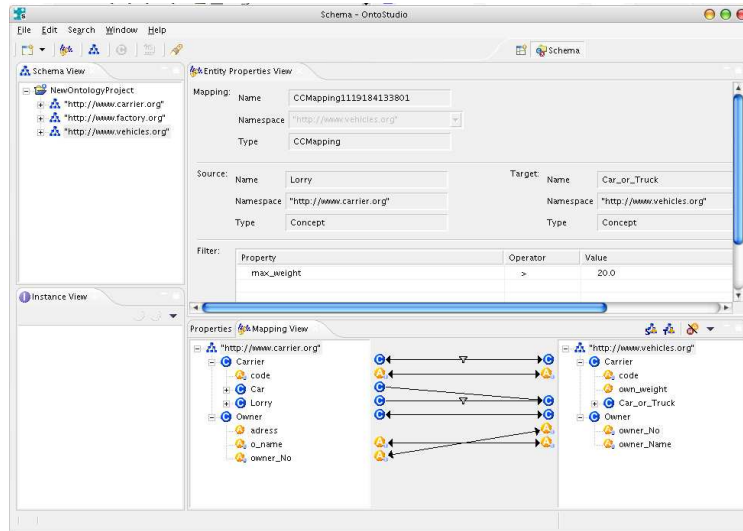 Schema - OntoStudio
File Edit Search Window Help
Schema
Schema View
NewOntologyProject
"http://www.carrier.org"
"http://www.factory.org"
"http://www.vehicles.org"
Instance View
Entity Properties View
Mapping:
Name CCMapping1119184133801
Namespace "http://www.vehicles.org"
Type CCMapping
Source: Target:
Name Lorry Name Car_or_Truck
Namespace "http://www.carrier.org" Namespace "http://www.vehicles.org"
Type Concept Type Concept
Filter:
Property Operator Value
max_weight > 20.0
Properties Mapping View
"http://www.carrier.org"
Carrier
code
Car
Lorry
Owner
adress
o_name
owner_No
"http://www.vehicles.org"
Carrier
code
own_weight
Car_or_Truck
Owner
owner_No
owner_Name